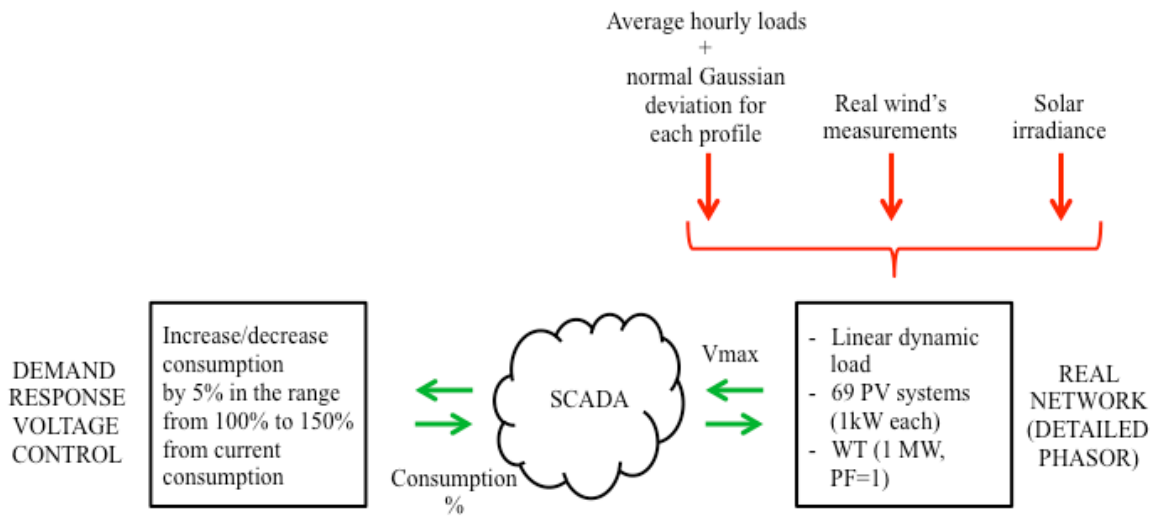 Average hourly loads
+
normal Gaussian
deviation for
each profile
Real wind's
measurements
Solar
irradiance
DEMAND
RESPONSE
VOLTAGE
CONTROL
Increase/decrease
consumption
by 5% in the range
from 100% to 150%
from current
consumption
Consumption
%
SCADA
Vmax
- Linear dynamic
load
- 69 PV systems
(1kW each)
- WT (1 MW,
PF=1)
REAL
NETWORK
(DETAILED
PHASOR)